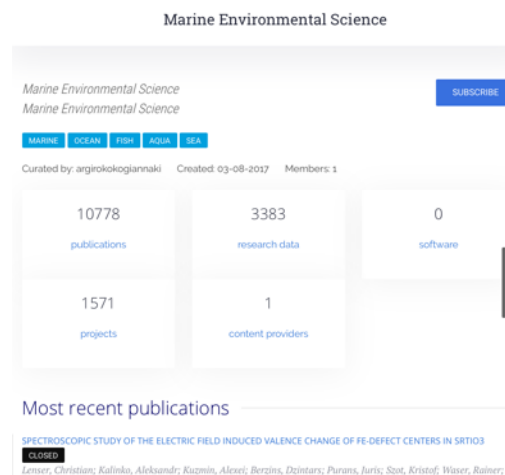 Marine Environmental Science
Marine Environmental Science
Marine Environmental Science
SUBSCRIBE
MARINE OCEAN FISH AQUA SEA
Curated by: argirokokogiannaki Created: 03-08-2017 Members: 1
10778 3383 0
publications research data software
1571 1
projects content providers
Most recent publications
SPECTROSCOPIC STUDY OF THE ELECTRIC FIELD INDUCED VALENCE CHANGE OF FE-DEFECT CENTERS IN SRTIO3
CLOSED
Lenser, Christian; Kalinko, Aleksandr; Kuzmin, Alexei; Berzins, Dzintars; Purans, Juris; Szot, Kristof; Waser, Rainer;